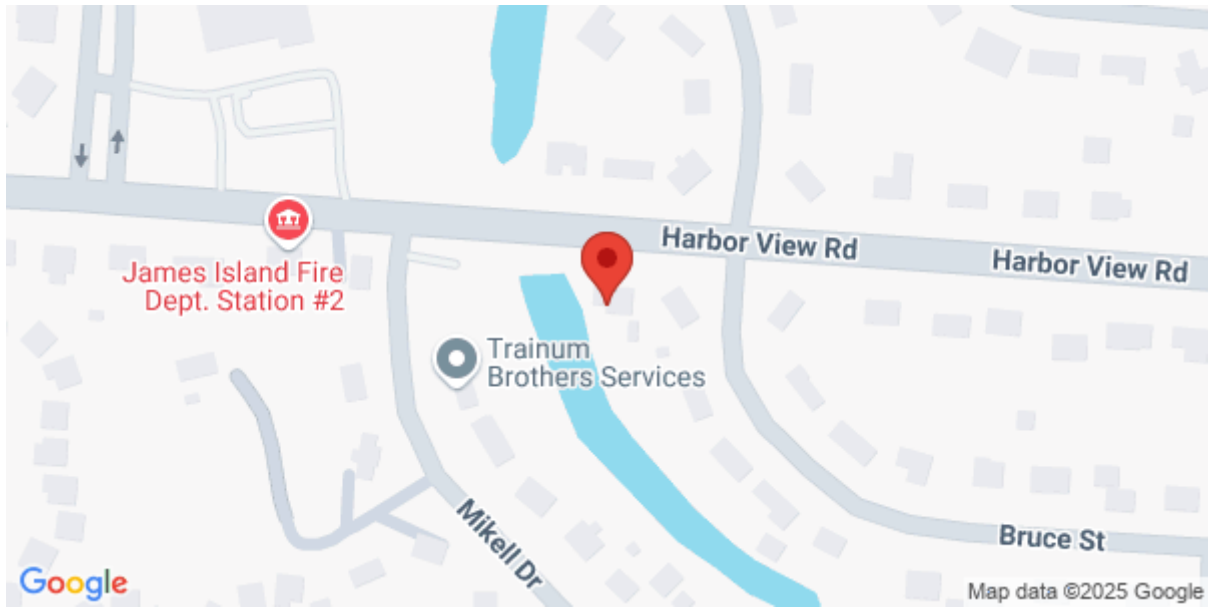 Harbor View Rd
Harbor View Rd
James Island Fire
Dept. Station #2
Trainum
Brothers Services
Mikell Dr
Bruce St
Google
Map data ©2025 Google